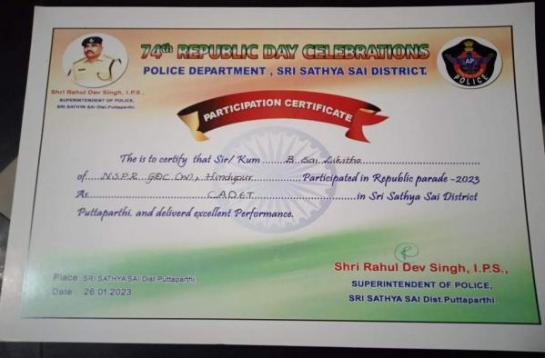 74th REPUBLIC DAY CELEBRATIONS
POLICE DEPARTMENT , SRI SATHYA SAI DISTRICT.
Shri Rahul Dev Singh, I.P.S.,
SUPERINTENDENT OF POLICE,
SRI SATHYA SAI Dist.Puttaparthi.
AP
POLICE
PARTICIPATION CERTIFICATE
The is to certify that Sir/ Kum B. Sai Likitha
of N.S.P.R. GDC (W), Hindupur Participated in Republic parade -2023
As CADET in Sri Sathya Sai District
Puttaparthi. and deliverd excellent Performance.
Place : SRI SATHYA SAI Dist Puttaparthi
Date : 26.01.2023
Shri Rahul Dev Singh, I.P.S.,
SUPERINTENDENT OF POLICE,
SRI SATHYA SAI Dist.Puttaparthi.